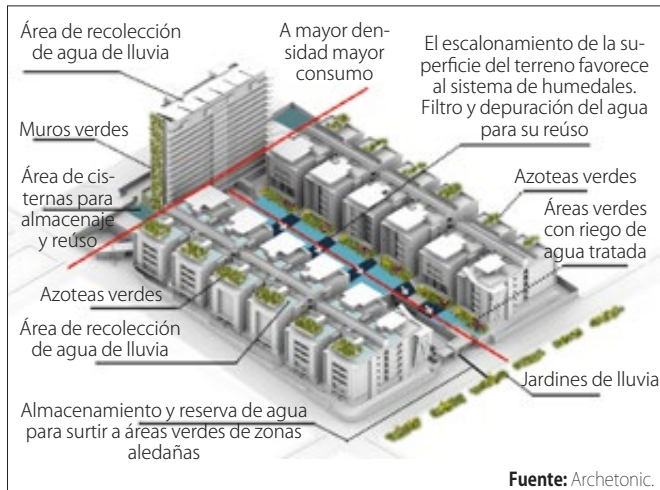 Área de recolección
de agua de lluvia
A mayor den-
sidad mayor
consumo
El escalonamiento de la su-
perficie del terreno favorece
al sistema de humedales.
Filtro y depuración del agua
para su reúso
Muros verdes
Área de cis-
ternas para
almacenaje
y reúso
Azoteas verdes
Áreas verdes
con riego de
agua tratada
Azoteas verdes
Área de recolección
de agua de lluvia
Jardines de lluvia
Almacenamiento y reserva de agua
para surtir a áreas verdes de zonas
aledañas
Fuente: Archetonic.